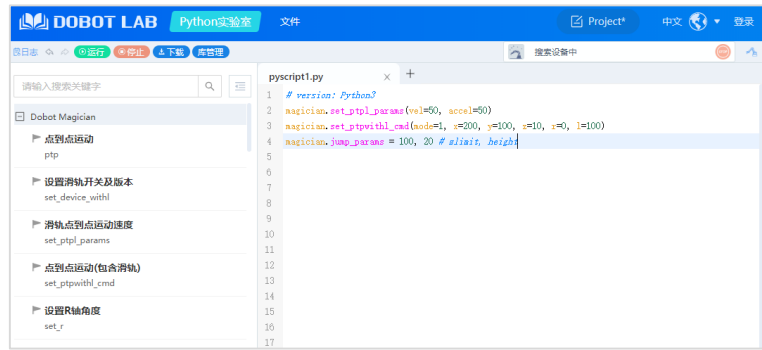 DOBOT LAB Python实验室 文件 Project* 中文 登录
日志 运行 停止 下载 库管理 搜索设备中
请输入搜索关键字 pyscript1.py × +
Dobot Magician
点到点运动
ptp
设置滑轨开关及版本
set_device_withl
滑轨点到点运动速度
set_ptpl_params
点到点运动(包含滑轨)
set_ptpwithl_cmd
设置R轴角度
set_r
1 # version: Python3
2 magician.set_ptpl_params(vel=50, accel=50)
3 magician.set_ptpwithl_cmd(mode=1, x=200, y=100, z=10, r=0, l=100)
4 magician.jump_params = 100, 20 # zlimit, height
5
6
7
8
9
10
11
12
13
14
15
16
17